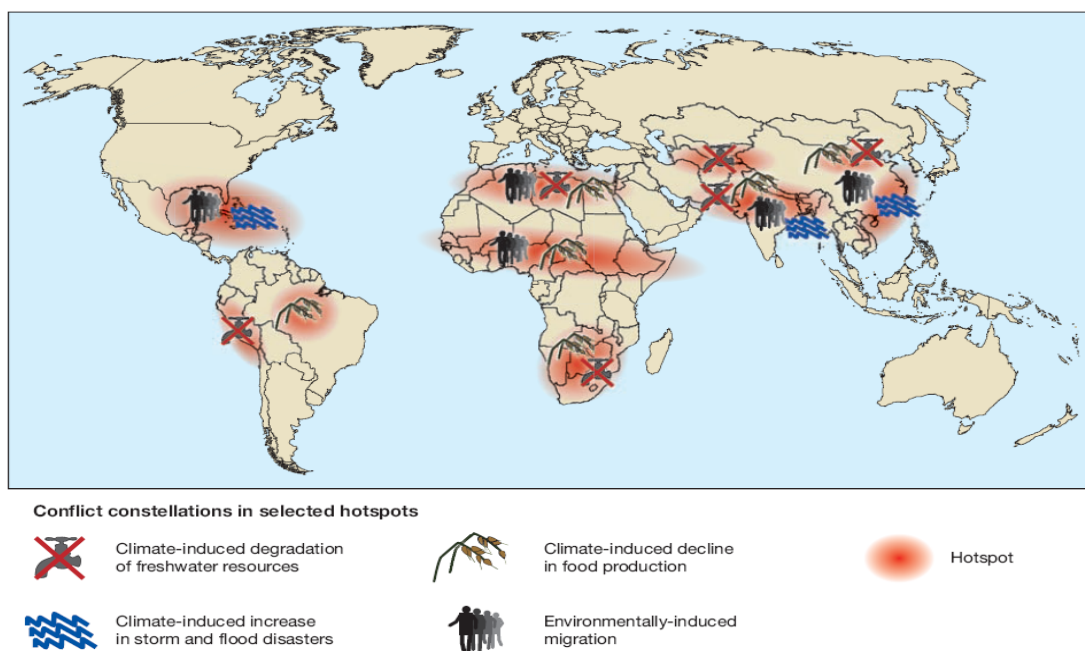 Conflict constellations in selected hotspots
Climate-induced degradation
of freshwater resources
Climate-induced decline
in food production
Hotspot
Climate-induced increase
in storm and flood disasters
Environmentally-induced
migration